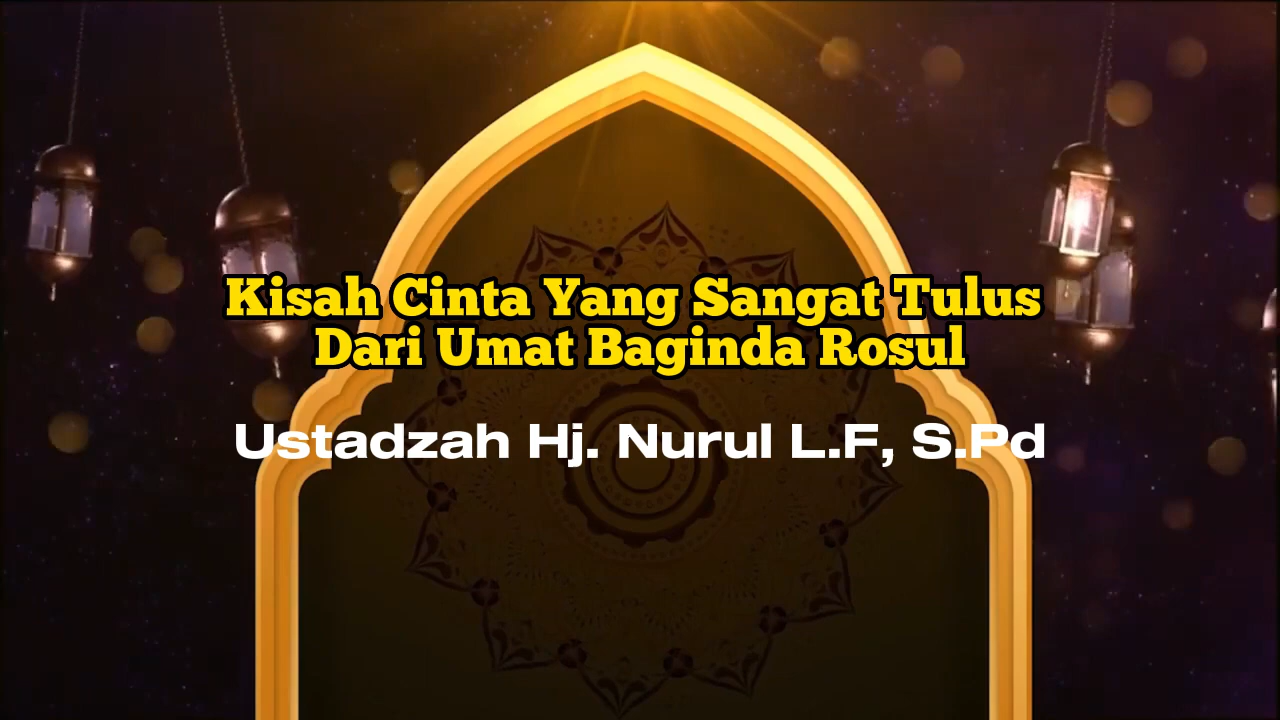 Kisah Cinta Yang Sangat Tulus
Dari Umat Baginda Rosul
Ustadzah Hj. Nurul L.F, S.Pd